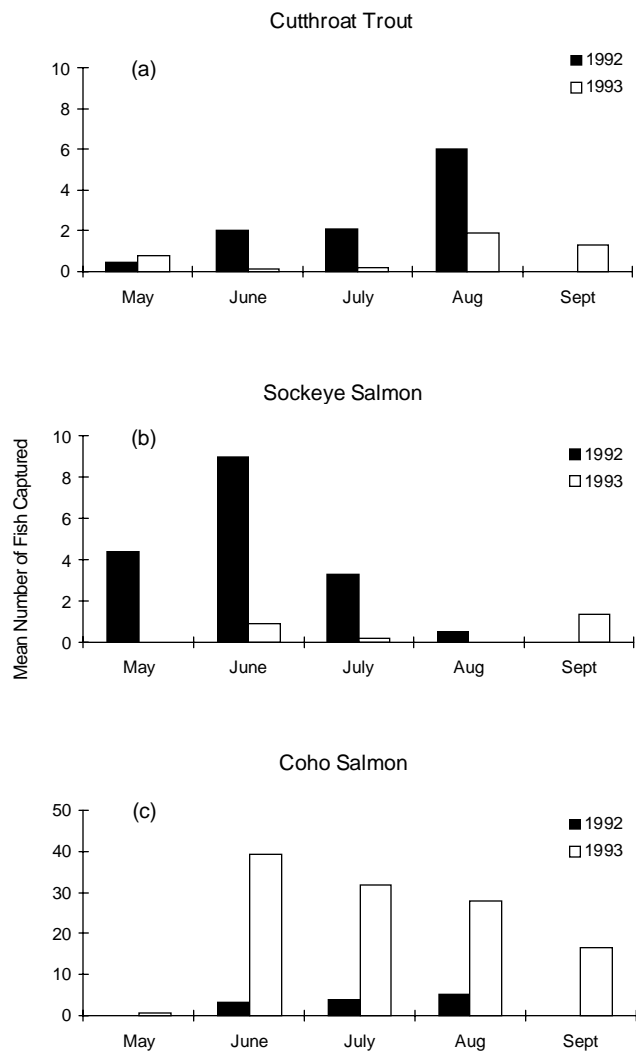 Cutthroat Trout
(a)
1992
1993
10
8
6
4
2
0
May June July Aug Sept
Sockeye Salmon
(b)
1992
1993
10
8
6
4
2
0
May June July Aug Sept
Mean Number of Fish Captured
Coho Salmon
(c)
1992
1993
50
40
30
20
10
0
May June July Aug Sept